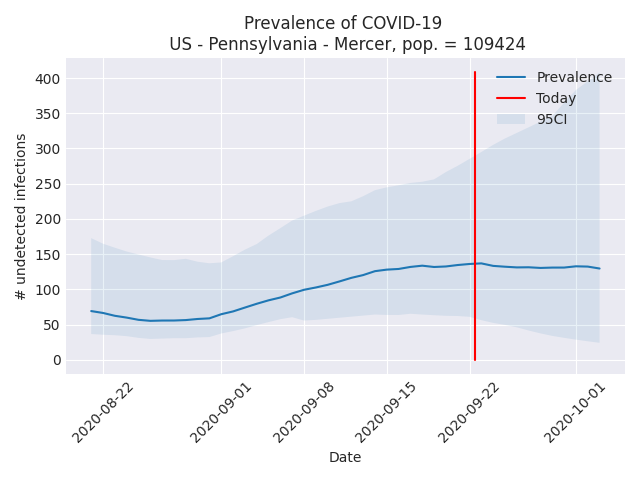 Prevalence of COVID-19
US - Pennsylvania - Mercer, pop. = 109424
Prevalence
Today
95CI
400
350
300
250
200
150
100
50
0
# undetected infections
2020-08-22
2020-09-01
2020-09-08
2020-09-15
2020-09-22
2020-10-01
Date